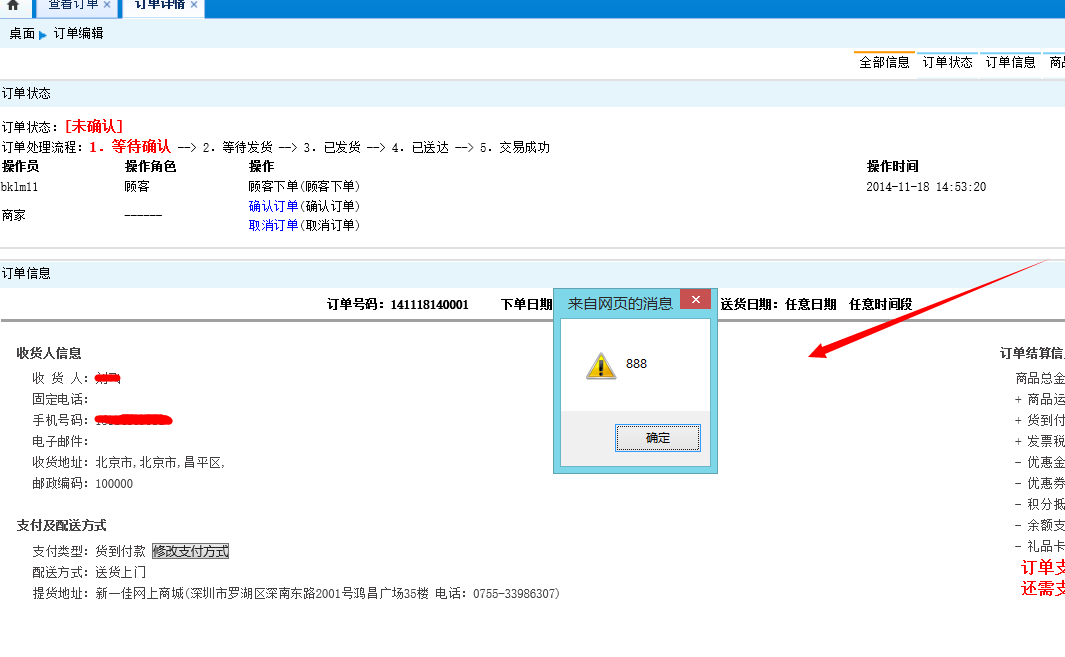 查看订单 × 订单详情 ×
桌面 订单编辑
全部信息 订单状态 订单信息 商
订单状态
订单状态：[未确认]
订单处理流程：1．等待确认 --> 2．等待发货 --> 3．已发货 --> 4．已送达 --> 5．交易成功
操作员 操作角色 操作 操作时间
bklm11 顾客 顾客下单(顾客下单) 2014-11-18 14:53:20
商家 ------ 确认订单(确认订单)
取消订单(取消订单)
订单信息
订单号码：141118140001 下单日期 送货日期：任意日期 任意时间段
来自网页的消息
888
确定
收货人信息
收 货 人：
固定电话：
手机号码：
电子邮件：
收货地址：北京市,北京市,昌平区,
邮政编码：100000
支付及配送方式
支付类型：货到付款 修改支付方式
配送方式：送货上门
提货地址：新一佳网上商城(深圳市罗湖区深南东路2001号鸿昌广场35楼 电话：0755-33986307)
订单结算信
商品总金
+ 商品运
+ 货到付
+ 发票税
- 优惠金
- 优惠券
- 积分抵
- 余额支
- 礼品卡
订单支
还需支